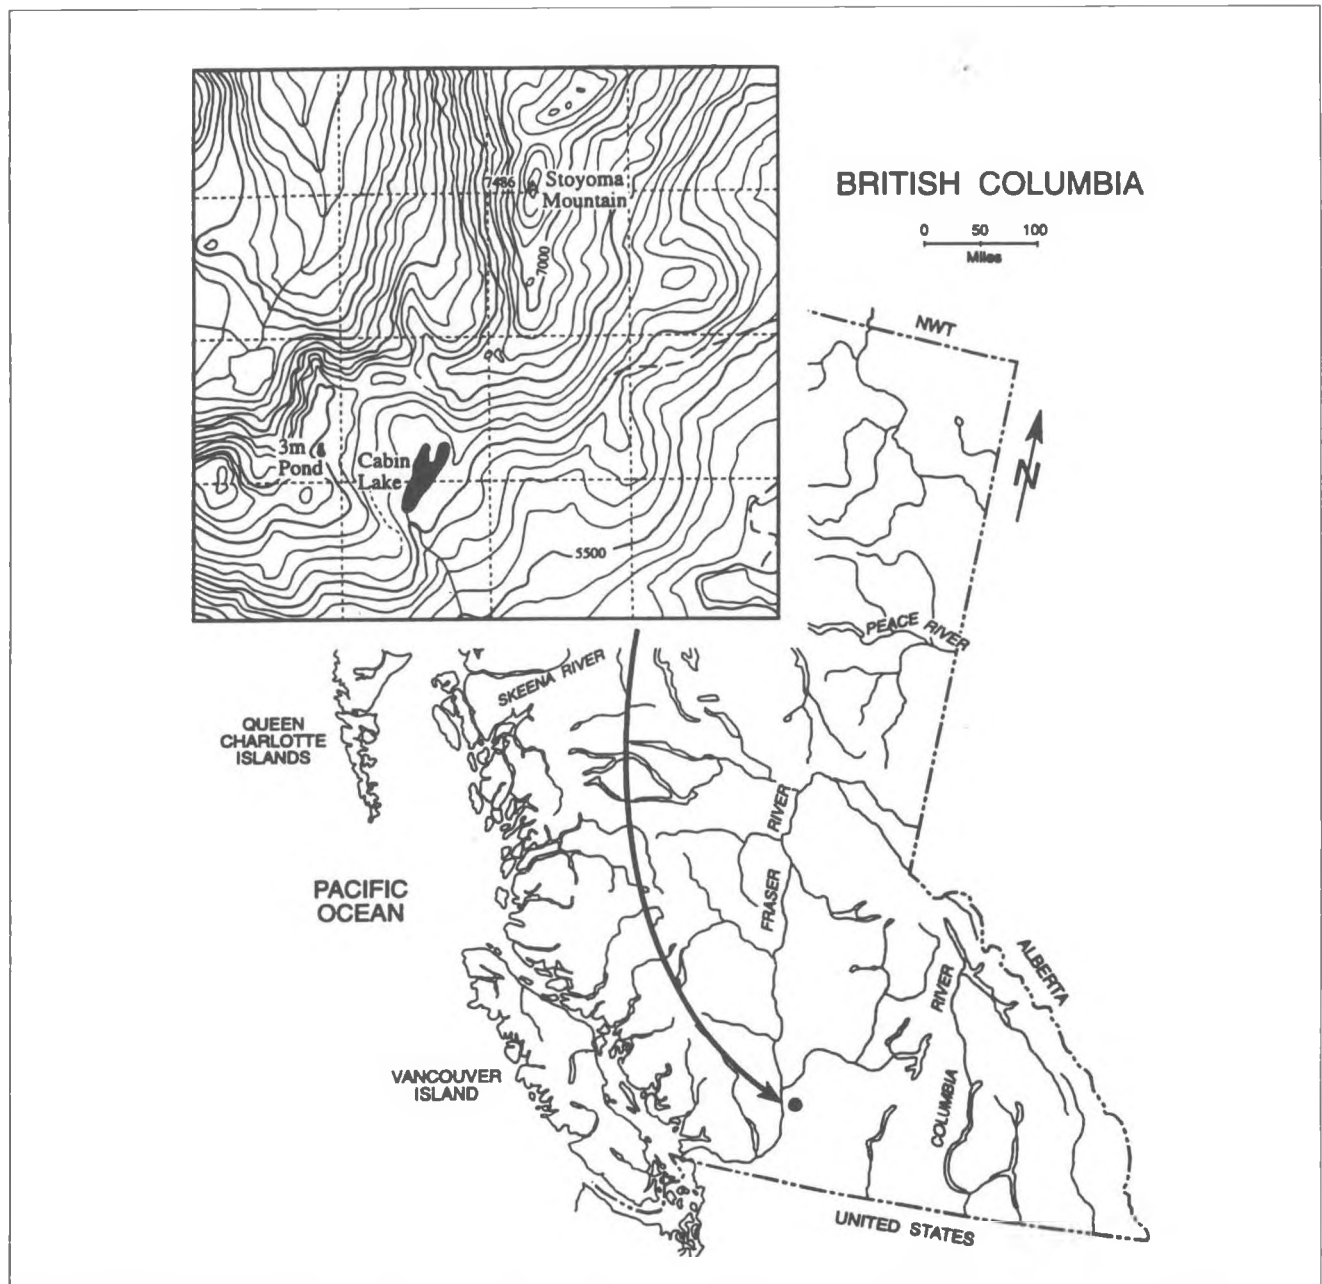 BRITISH COLUMBIA
0 50 100
Miles
7486
Stoyoma
Mountain
7000
3m
Pond
Cabin
Lake
5500
NWT
N
PEACE RIVER
SKEENA RIVER
QUEEN
CHARLOTTE
ISLANDS
FRASER RIVER
PACIFIC
OCEAN
ALBERTA
COLUMBIA RIVER
VANCOUVER
ISLAND
UNITED STATES